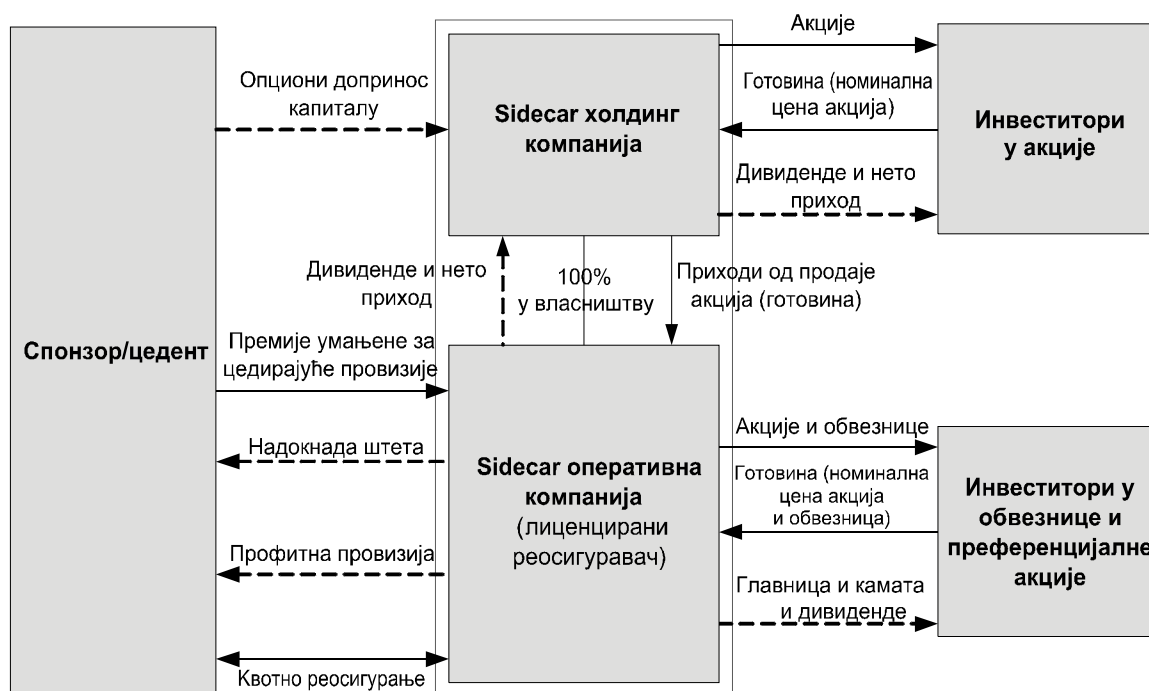 Акције
Опциони допринос
капиталу
Sidecar холдинг
компанија
Готовина (номинална
цена акција)
Инвеститори
у акције
Дивиденде и нето
приход
Дивиденде и нето
приход
100%
у власништву
Приходи од продаје
акција (готовина)
Спонзор/цедент
Премије умањене за
цедирајуће провизије
Надокнада штета
Профитна провизија
Квотно реосигурање
Sidecar оперативна
компанија
(лиценцирани
реосигуравач)
Акције и обвезнице
Готовина (номинална
цена акција
и обвезница)
Главница и камата
и дивиденде
Инвеститори у
обвезнице и
преференцијалне
акције